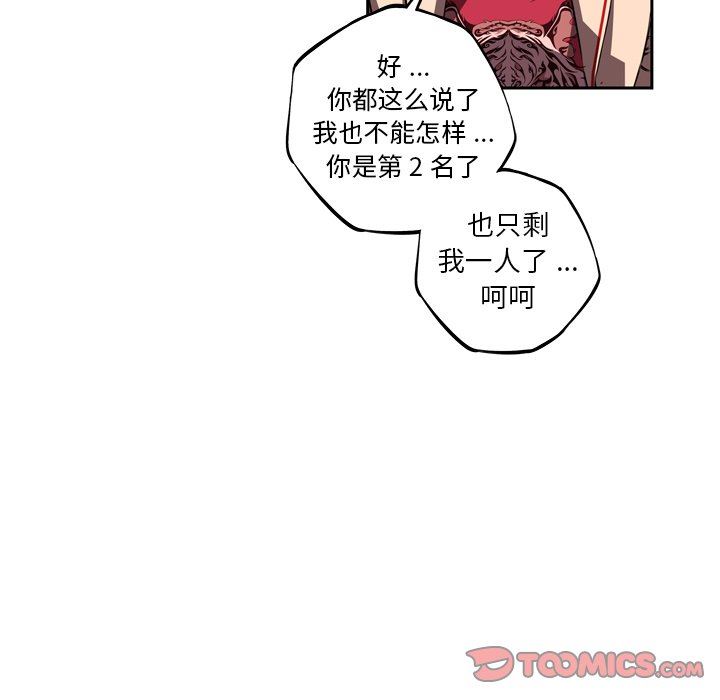 好 ...
你都这么说了
我也不能怎样 ...
你是第 2 名了
也只剩
我一人了 ...
呵呵
TOOMICS.COM